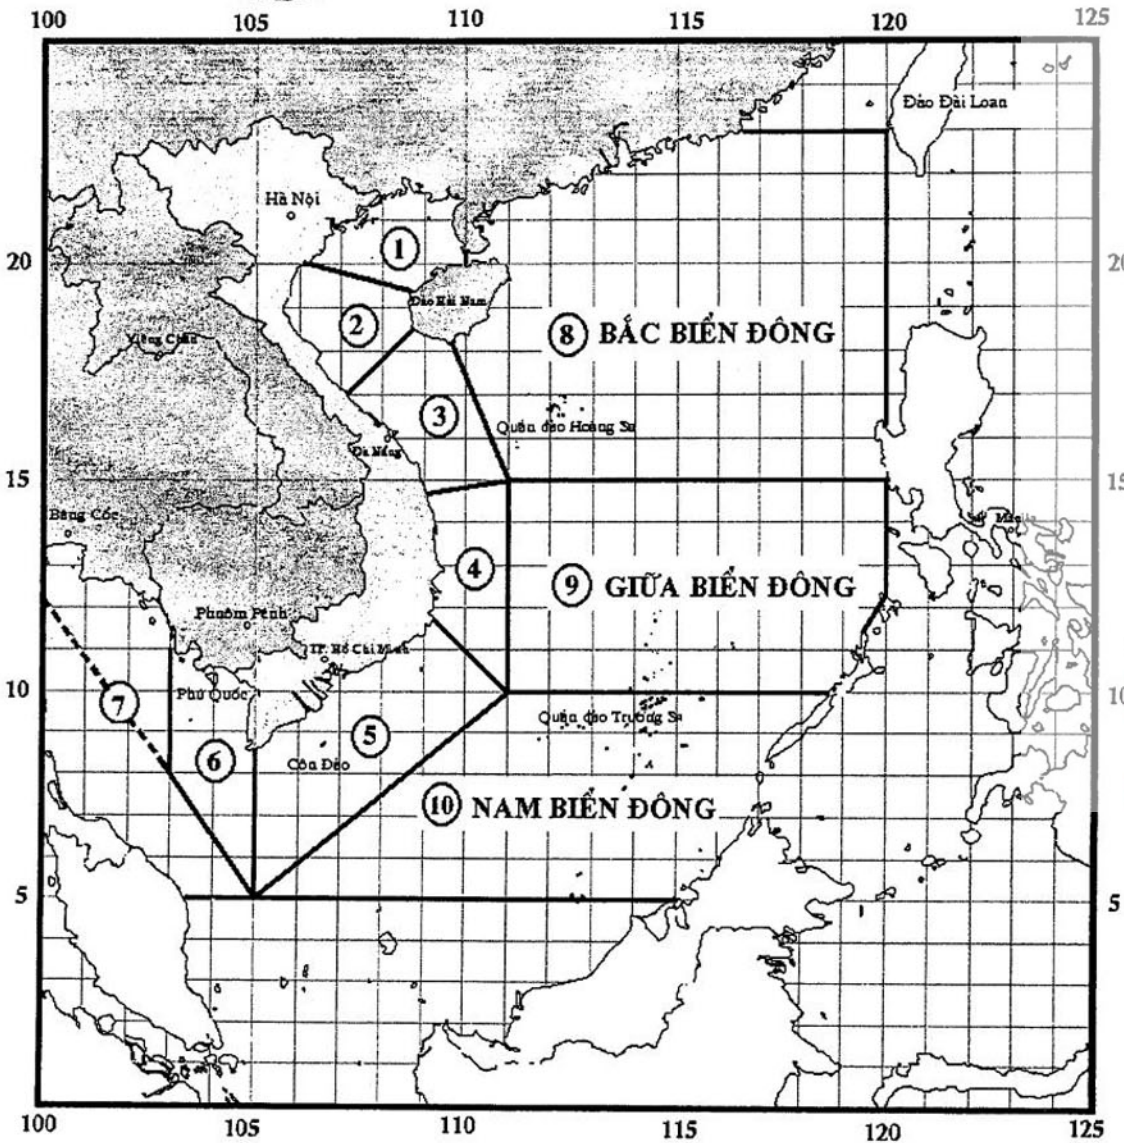 100 105 110 115 120 125
Đảo Đài Loan
Hà Nội
1
20 20
Đảo Hải Nam
2
8 BẮC BIỂN ĐÔNG
Viêng Chăn
3
Quần đảo Hoàng Sa
Đà Nẵng
15 15
Băng Cốc
4
9 GIỮA BIỂN ĐÔNG
Phnôm Pênh
TP. Hồ Chí Minh
10 10
7
Phú Quốc
Quần đảo Trường Sa
5
6
Côn Đảo
10 NAM BIỂN ĐÔNG
5 5
100 105 110 115 120 125